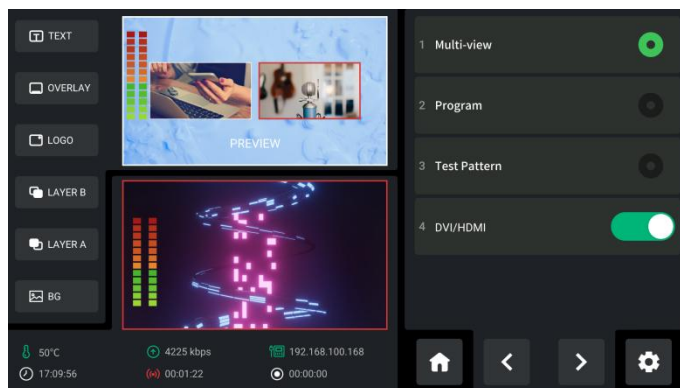 TEXT
OVERLAY
LOGO
LAYER B
LAYER A
BG
PREVIEW
50°C
4225 kbps
192.168.100.168
17:09:56
00:01:22
00:00:00
1 Multi-view
2 Program
3 Test Pattern
4 DVI/HDMI